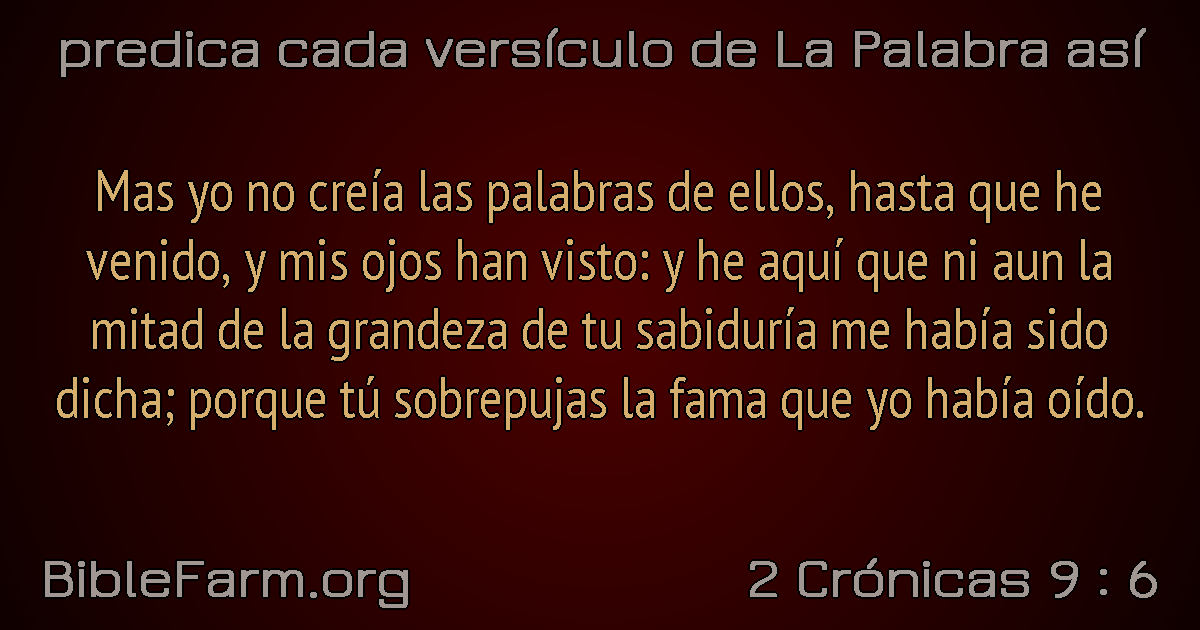 predica cada versículo de La Palabra así
Mas yo no creía las palabras de ellos, hasta que he
venido, y mis ojos han visto: y he aquí que ni aun la
mitad de la grandeza de tu sabiduría me había sido
dicha; porque tú sobrepujas la fama que yo había oído.
BibleFarm.org
2 Crónicas 9 : 6